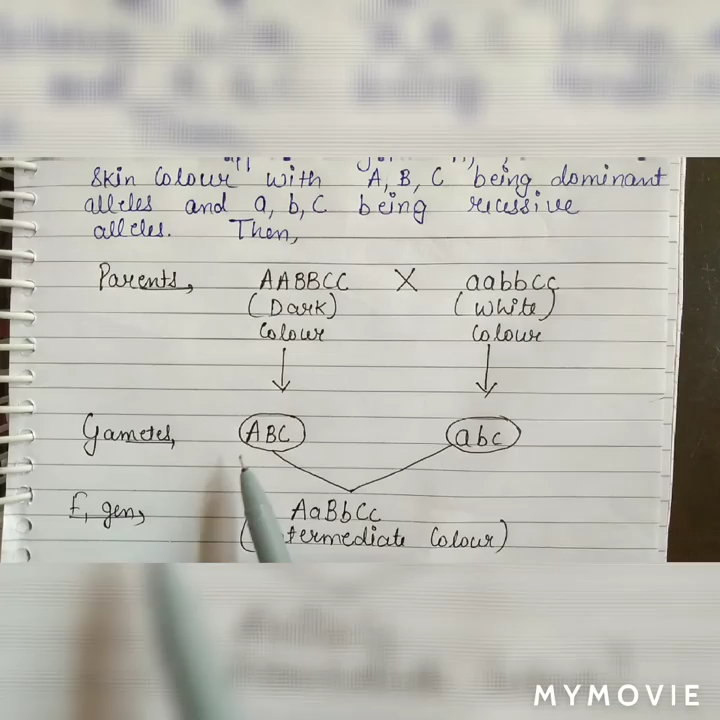 skin colour with A, B, C being dominant
alleles and a, b, c being recessive
alleles. Then,
Parents, AABBCC X aabbcc
(Dark) (White)
colour colour
Gametes, ABC abc
F1 gen, AaBbCc
termediate colour)
MYMOVIE